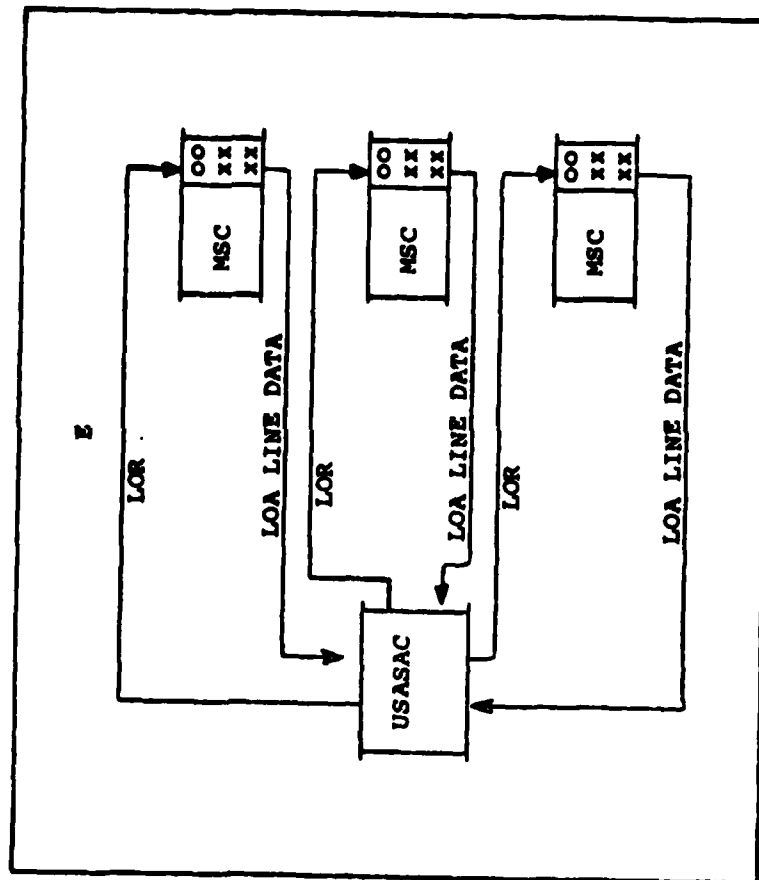 E
LOR
MSC
OO
XX
XX
LOA LINE DATA
LOR
USASAC
MSC
OO
XX
XX
LOA LINE DATA
LOR
MSC
OO
XX
XX
LOA LINE DATA